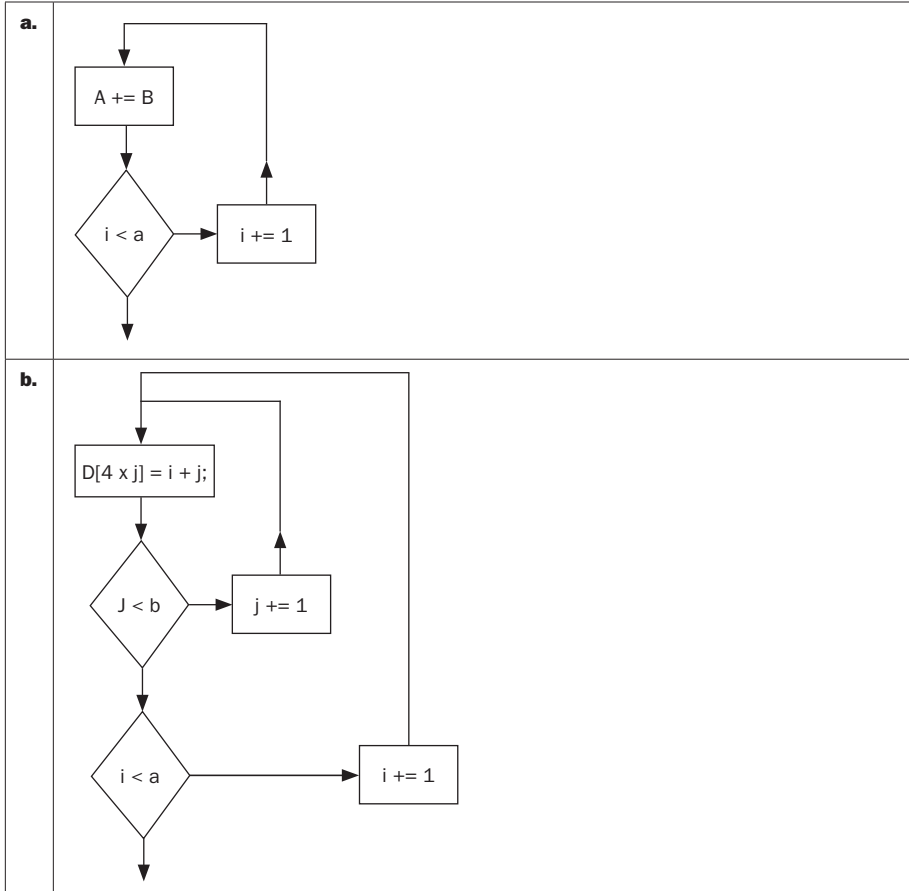 a.
A += B
i < a
i += 1
b.
D[4 x j] = i + j;
J < b
j += 1
i < a
i += 1